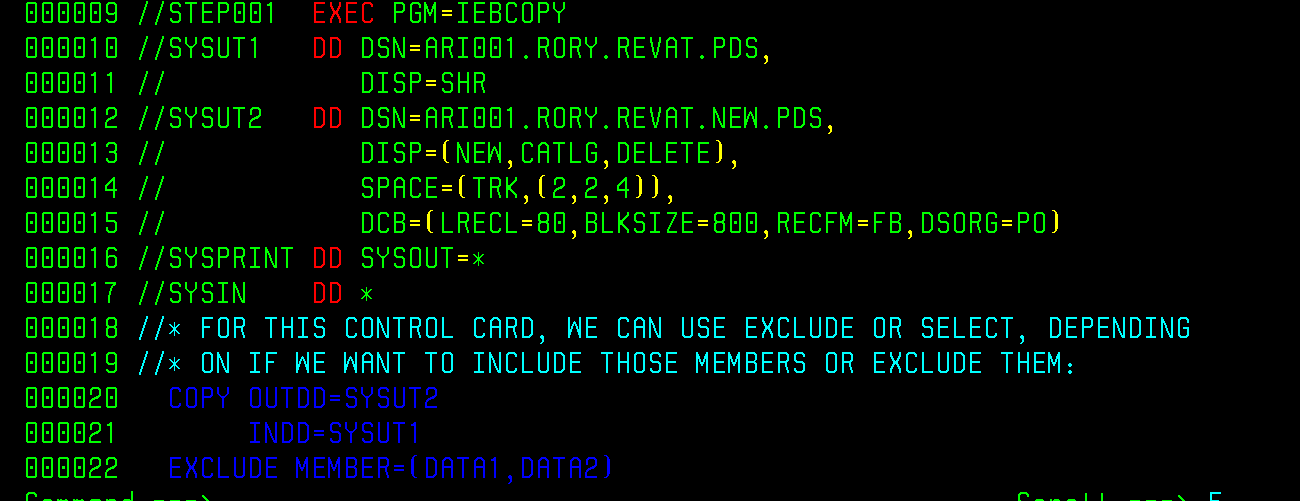 000009 //STEP001  EXEC PGM=IEBCOPY
000010 //SYSUT1   DD DSN=ARI001.RORY.REVAT.PDS,
000011 //            DISP=SHR
000012 //SYSUT2   DD DSN=ARI001.RORY.REVAT.NEW.PDS,
000013 //            DISP=(NEW,CATLG,DELETE),
000014 //            SPACE=(TRK,(2,2,4)),
000015 //            DCB=(LRECL=80,BLKSIZE=800,RECFM=FB,DSORG=PO)
000016 //SYSPRINT DD SYSOUT=*
000017 //SYSIN    DD *
000018 //* FOR THIS CONTROL CARD, WE CAN USE EXCLUDE OR SELECT, DEPENDING
000019 //* ON IF WE WANT TO INCLUDE THOSE MEMBERS OR EXCLUDE THEM:
000020   COPY OUTDD=SYSUT2
000021        INDD=SYSUT1
000022   EXCLUDE MEMBER=(DATA1,DATA2)